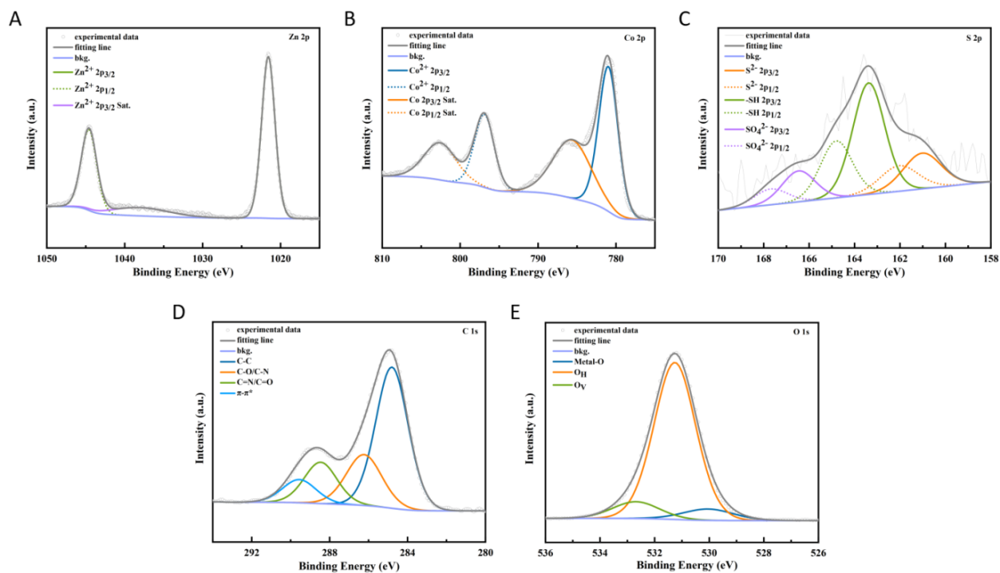 A
experimental data
Zn 2p
fitting line
bkg.
Zn²⁺ 2p3/2
Zn²⁺ 2p1/2
Zn²⁺ 2p3/2 Sat.
Intensity (a.u.)
1050 1040 1030 1020
Binding Energy (eV)
B
experimental data
Co 2p
fitting line
bkg.
Co²⁺ 2p3/2
Co²⁺ 2p1/2
Co 2p3/2 Sat.
Co 2p1/2 Sat.
Intensity (a.u.)
810 800 790 780
Binding Energy (eV)
C
experimental data
S 2p
fitting line
bkg.
S²⁻ 2p3/2
S²⁻ 2p1/2
-SH 2p3/2
-SH 2p1/2
SO₄²⁻ 2p3/2
SO₄²⁻ 2p1/2
Intensity (a.u.)
170 168 166 164 162 160 158
Binding Energy (eV)
D
experimental data
C 1s
fitting line
bkg.
C-C
C-O/C-N
C=N/C=O
π-π*
Intensity (a.u.)
292 288 284 280
Binding Energy (eV)
E
experimental data
O 1s
fitting line
bkg.
Metal-O
OH
OV
Intensity (a.u.)
536 534 532 530 528 526
Binding Energy (eV)